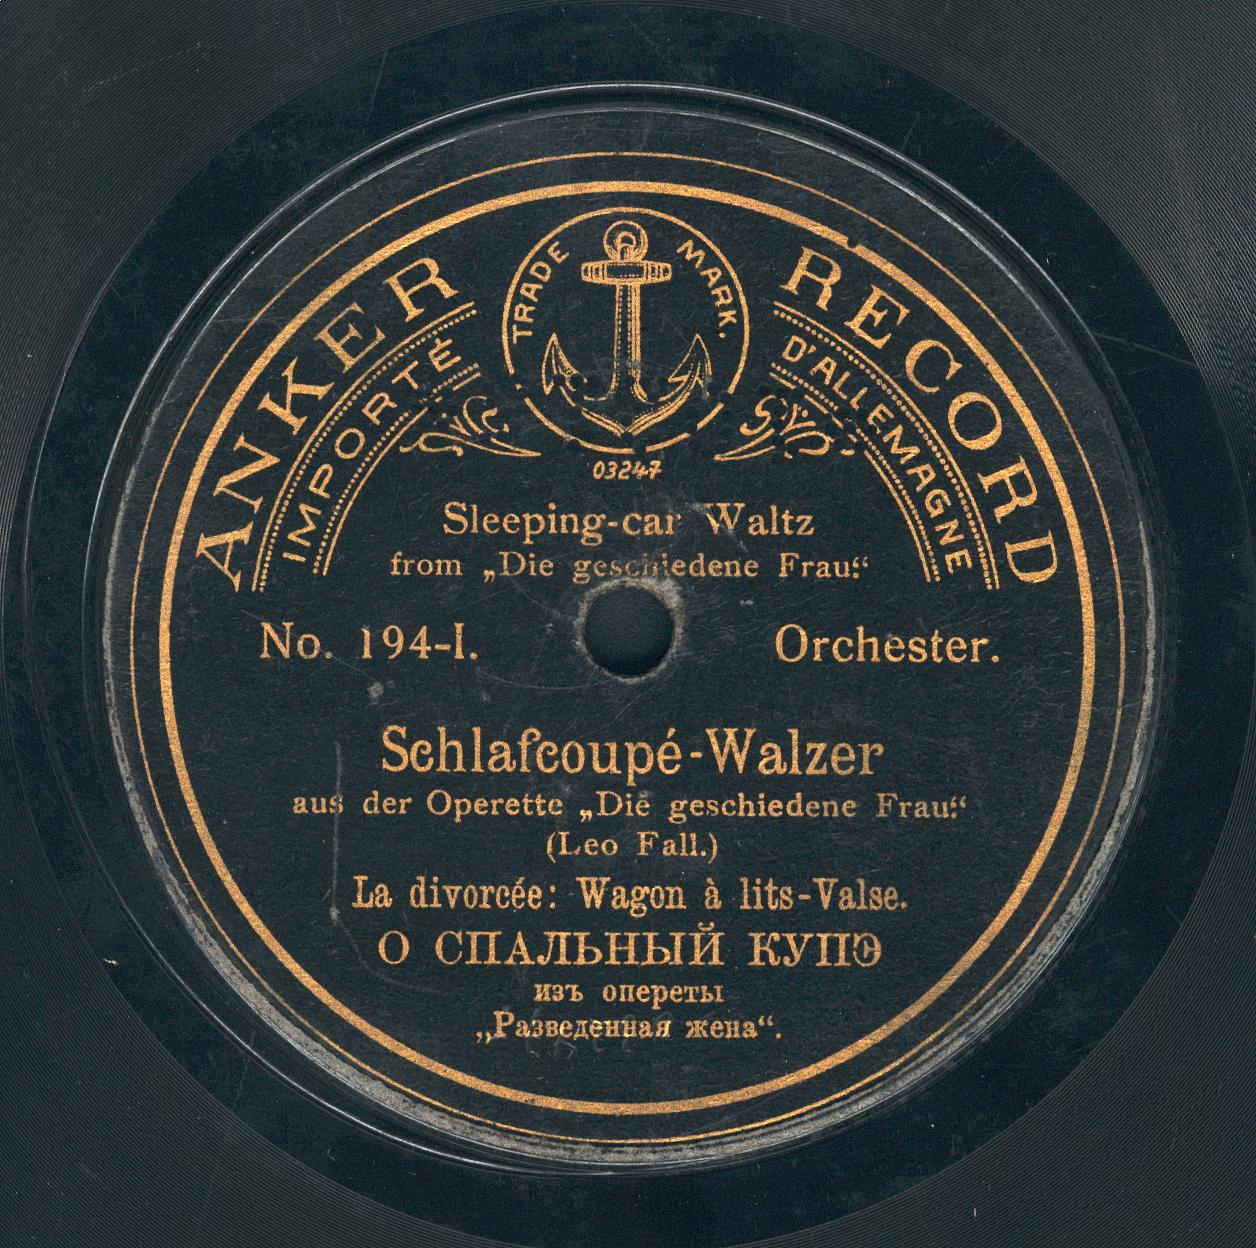 ANKER RECORD
IMPORTÉ D'ALLEMAGNE
TRADE MARK.
03247
Sleeping-car Waltz
from „Die geschiedene Frau.“
No. 194-I. Orchester.
Schlafcoupé-Walzer
aus der Operette „Die geschiedene Frau.“
(Leo Fall.)
La divorcée: Wagon à lits-Valse.
О СПАЛЬНЫЙ КУПЭ
изъ опереты
„Разведенная жена“.